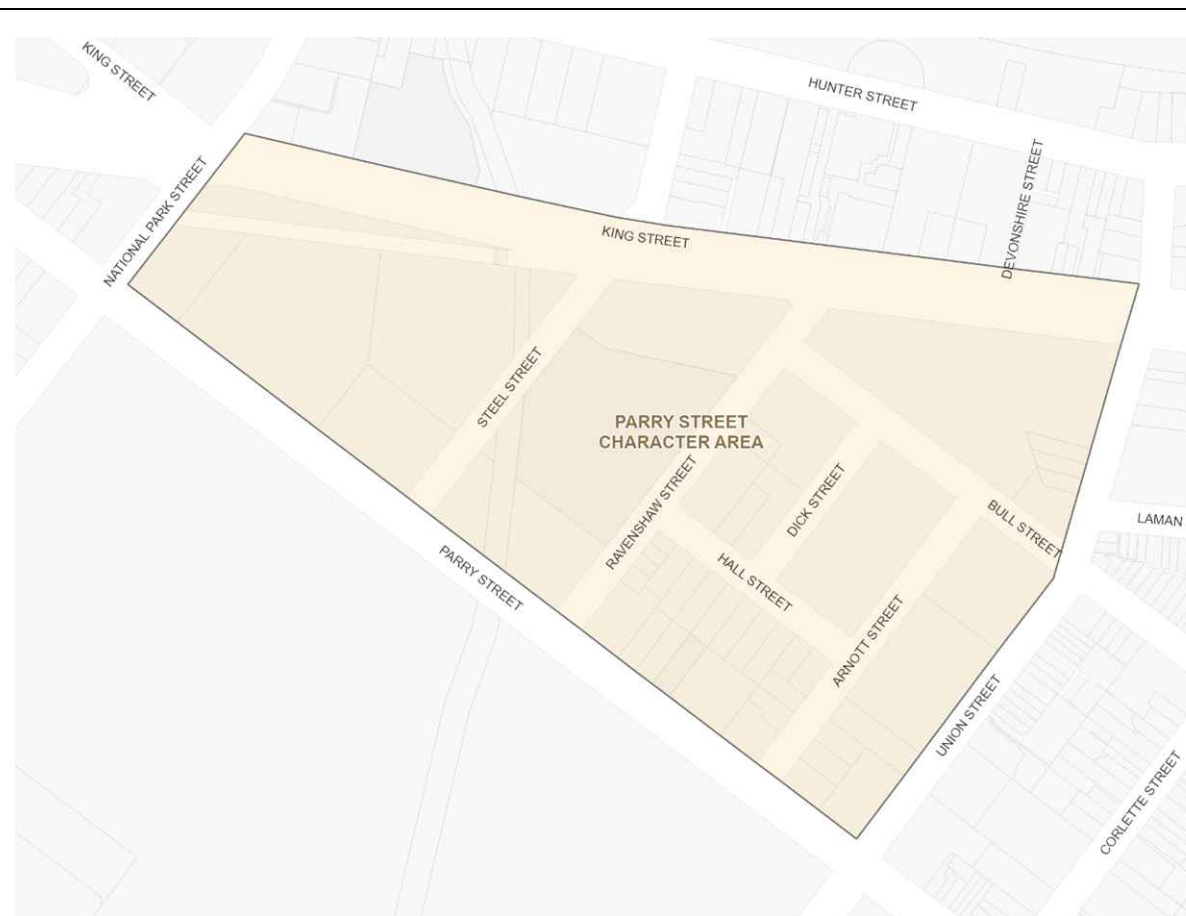 KING STREET
HUNTER STREET
NATIONAL PARK STREET
DEVONSHIRE STREET
KING STREET
STEEL STREET
PARRY STREET
CHARACTER AREA
RAVENSHAW STREET
DICK STREET
BULL STREET
LAMAN
PARRY STREET
HALL STREET
ARNOTT STREET
UNION STREET
CORLETTE STREET